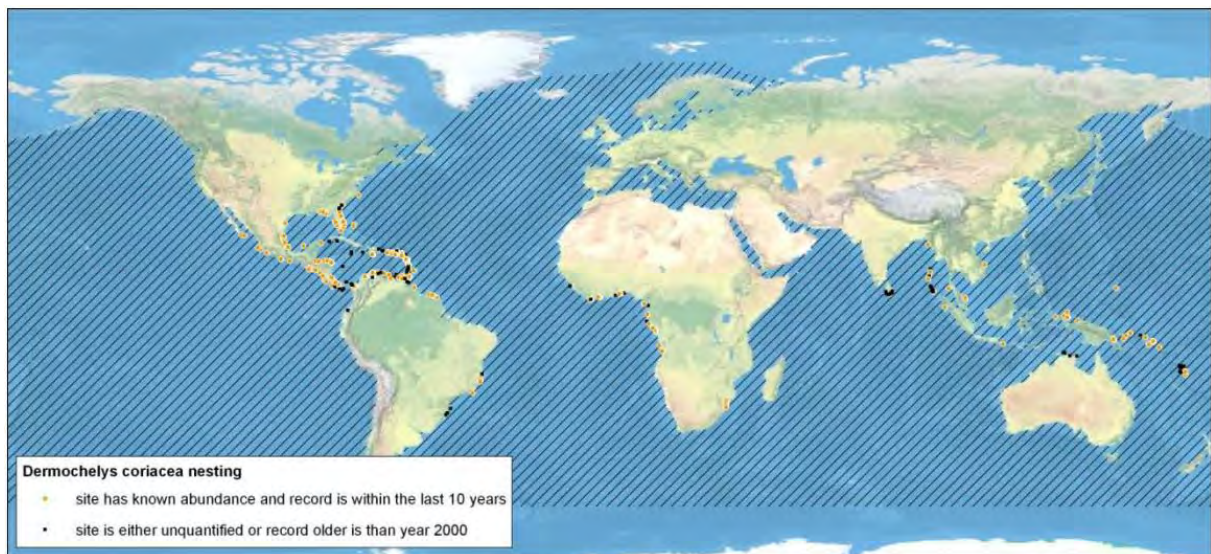 Dermochelys coriacea nesting
site has known abundance and record is within the last 10 years
site is either unquantified or record older is than year 2000